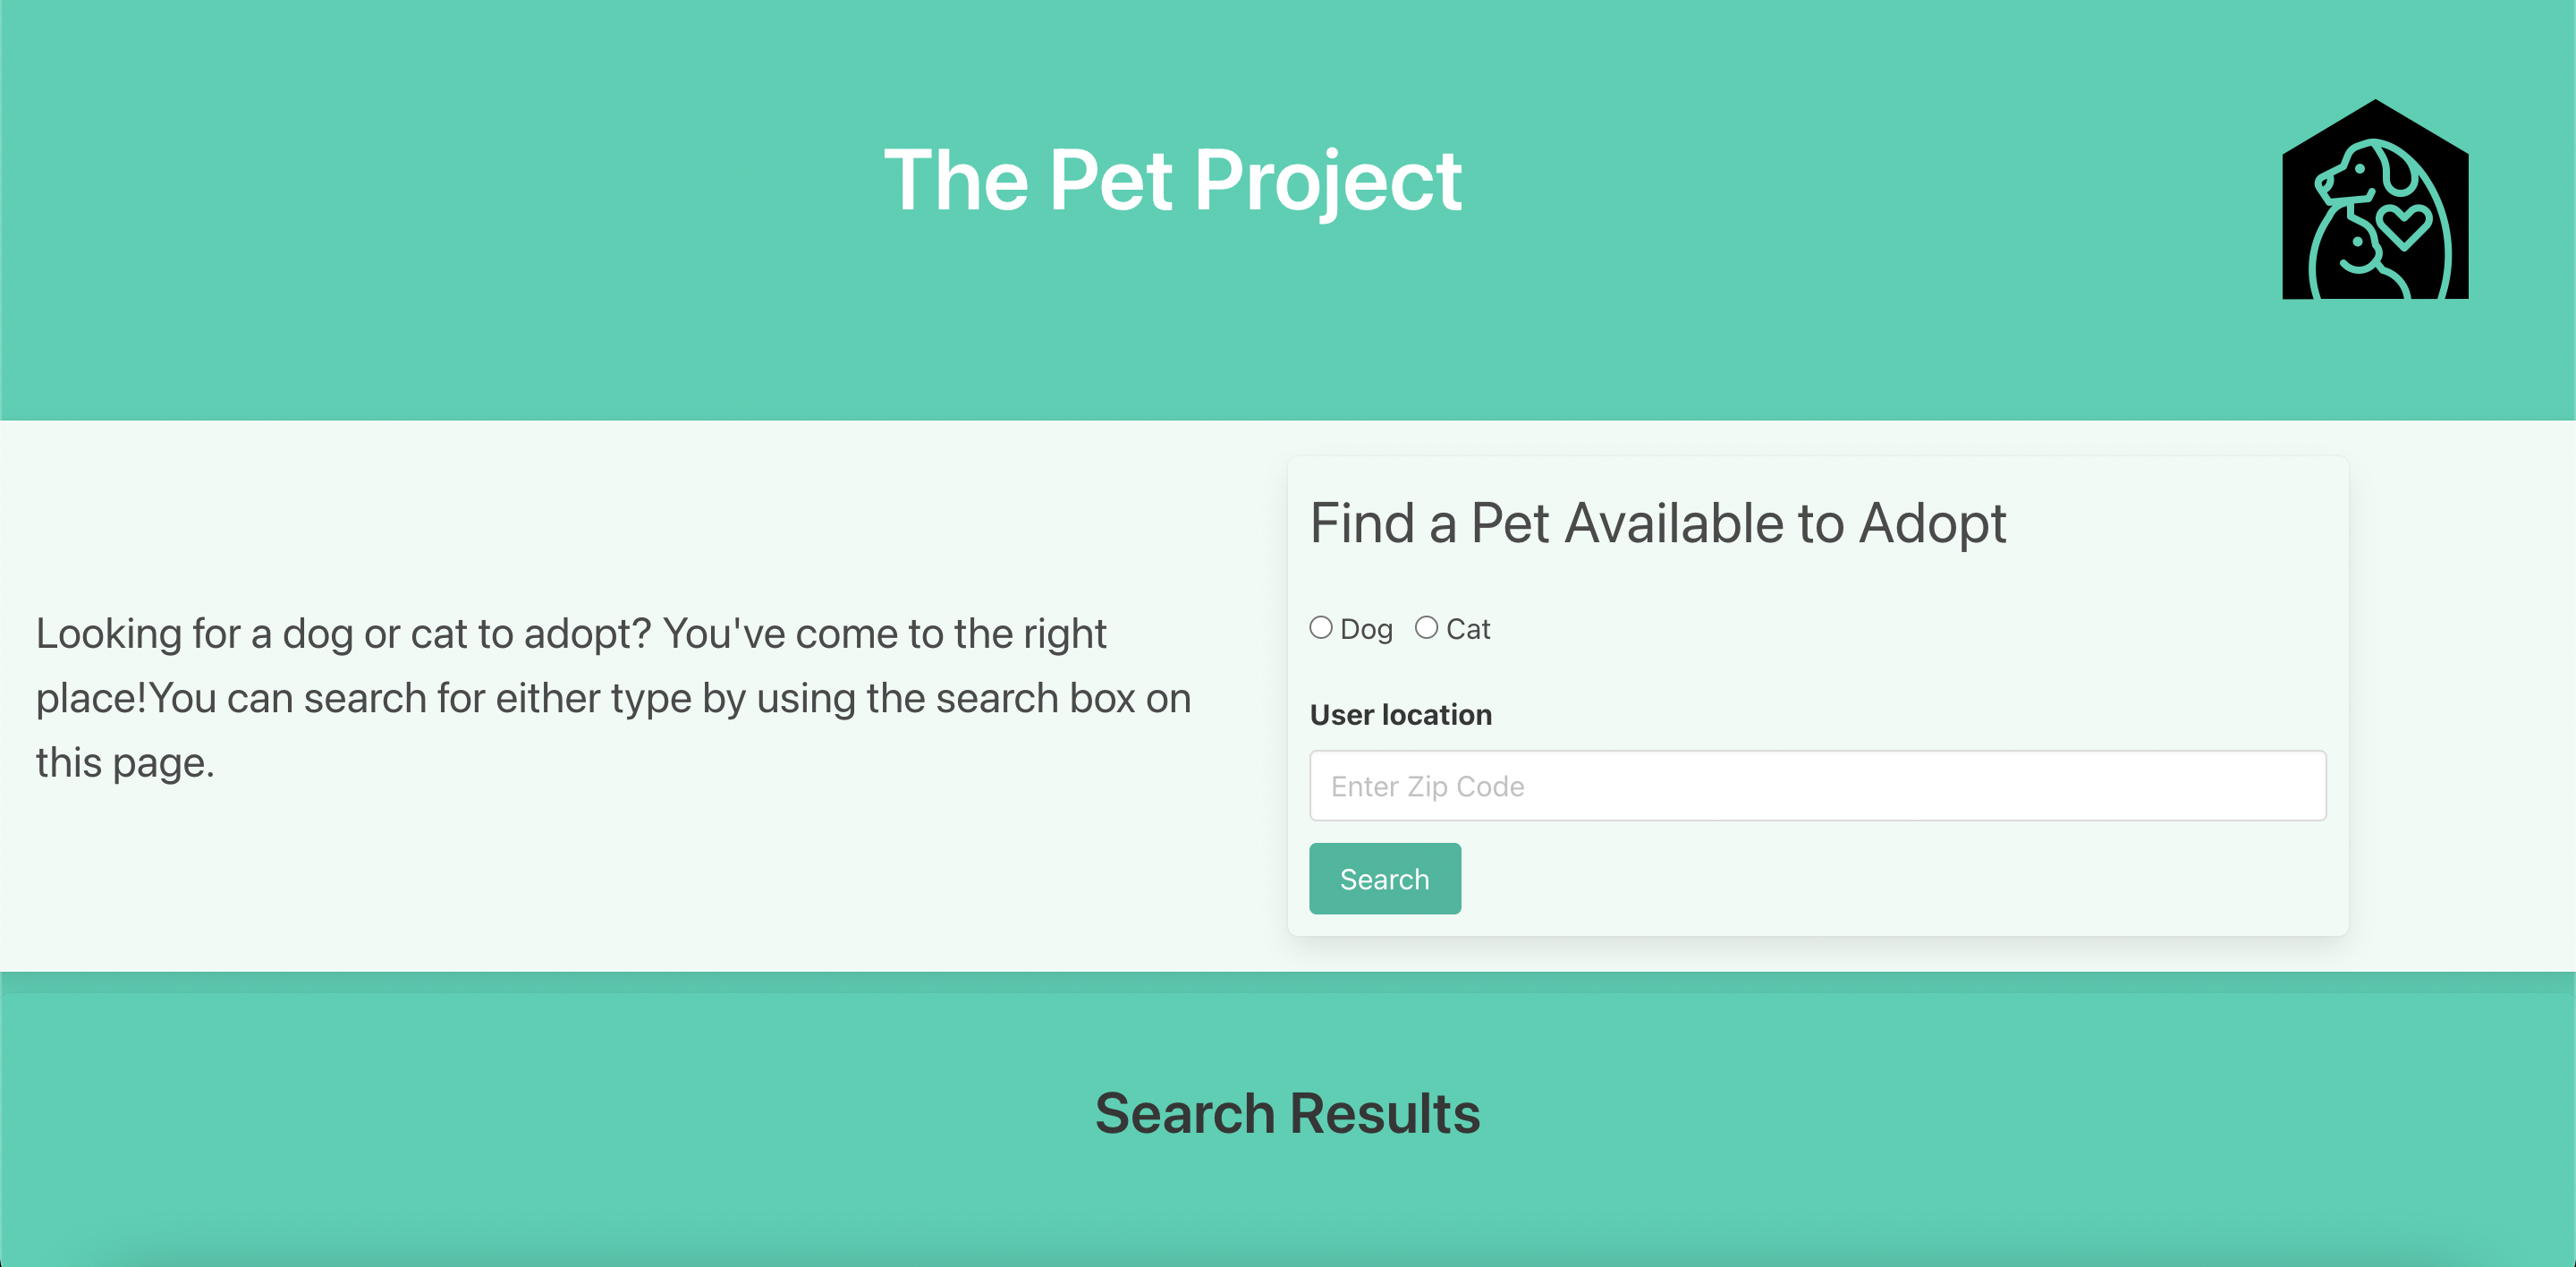 The Pet Project
Looking for a dog or cat to adopt? You've come to the right
place!You can search for either type by using the search box on
this page.
Find a Pet Available to Adopt
Dog Cat
User location
Enter Zip Code
Search
Search Results